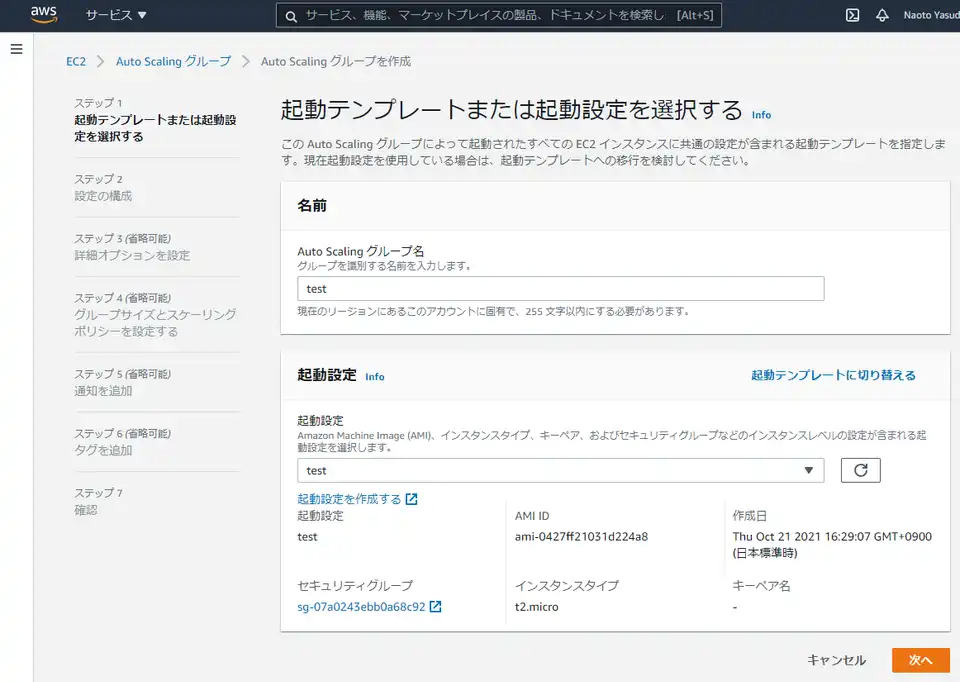 aws
サービス ▼
サービス、機能、マーケットプレイスの製品、ドキュメントを検索し [Alt+S]
Naoto Yasud
EC2 > Auto Scaling グループ > Auto Scaling グループを作成
ステップ 1
起動テンプレートまたは起動設
定を選択する
ステップ 2
設定の構成
ステップ 3 (省略可能)
詳細オプションを設定
ステップ 4 (省略可能)
グループサイズとスケーリング
ポリシーを設定する
ステップ 5 (省略可能)
通知を追加
ステップ 6 (省略可能)
タグを追加
ステップ 7
確認
起動テンプレートまたは起動設定を選択する Info
この Auto Scaling グループによって起動されたすべての EC2 インスタンスに共通の設定が含まれる起動テンプレートを指定しま
す。現在起動設定を使用している場合は、起動テンプレートへの移行を検討してください。
名前
Auto Scaling グループ名
グループを識別する名前を入力します。
test
現在のリージョンにあるこのアカウントに固有で、255 文字以内にする必要があります。
起動設定 Info
起動テンプレートに切り替える
起動設定
Amazon Machine Image (AMI)、インスタンスタイプ、キーペア、およびセキュリティグループなどのインスタンスレベルの設定が含まれる起
動設定を選択します。
test
起動設定を作成する
起動設定
test
AMI ID
ami-0427ff21031d224a8
作成日
Thu Oct 21 2021 16:29:07 GMT+0900
(日本標準時)
セキュリティグループ
sg-07a0243ebb0a68c92
インスタンスタイプ
t2.micro
キーペア名
-
キャンセル
次へ